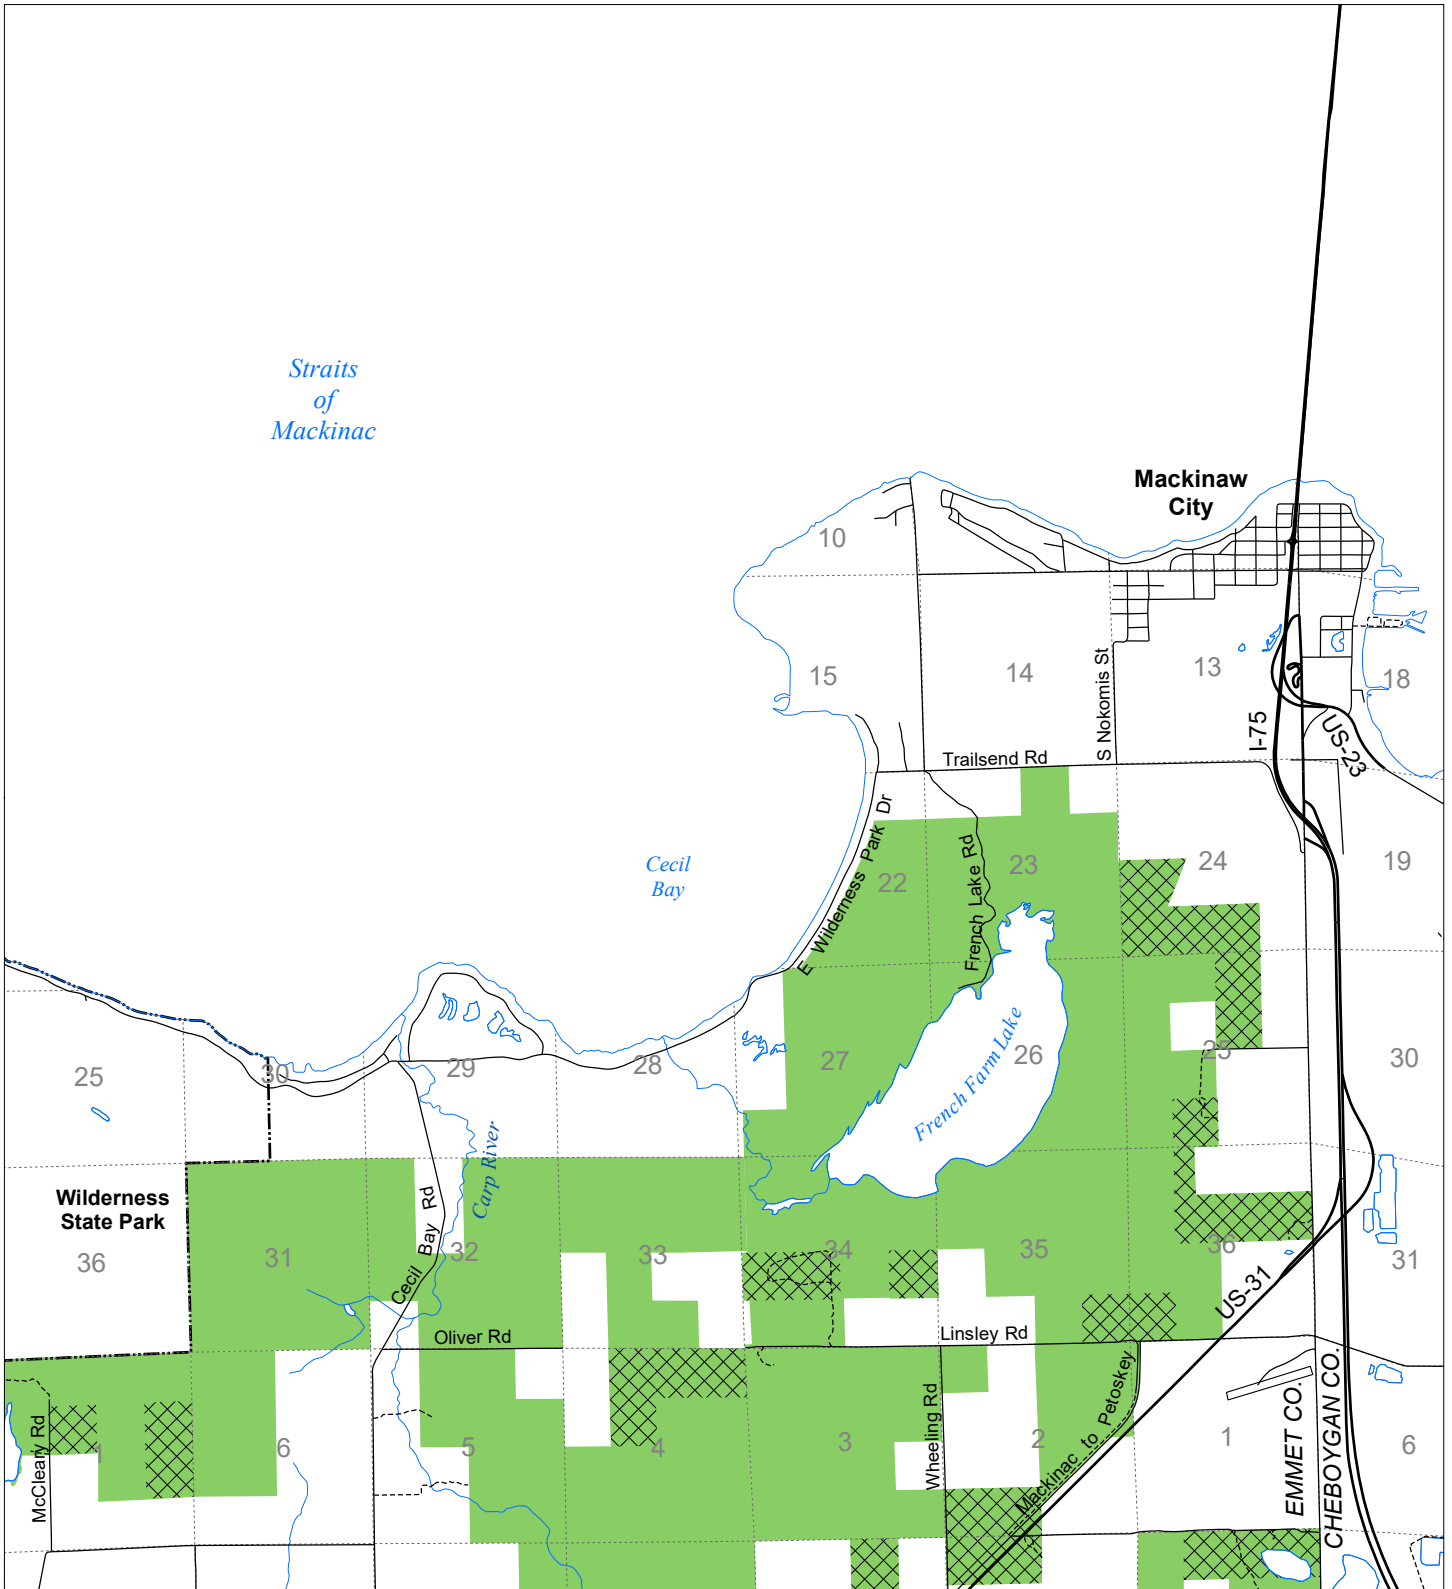 Straits
of
Mackinac
Mackinaw
City
10
15
14
S Nokomis St
13
18
I-75
US-23
Trailsend Rd
E Wilderness Park Dr
Cecil
Bay
22
French Lake Rd
23
24
19
25
30
29
28
27
French Farm Lake
26
25
30
Carp River
Wilderness
State Park
36
31
Cecil Bay Rd
32
33
34
35
36
31
US-31
Oliver Rd
Linsley Rd
McCleary Rd
1
6
5
4
3
Wheeling Rd
2
Mackinac to Petoskey
1
EMMET CO.
CHEBOYGAN CO.
6